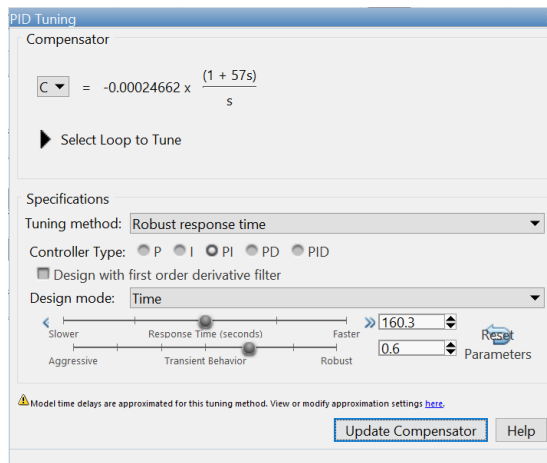 PID Tuning
Compensator
C = -0.00024662 x (1 + 57s)
s
Select Loop to Tune
Specifications
Tuning method: Robust response time
Controller Type: P I PI PD PID
Design with first order derivative filter
Design mode: Time
160.3
Slower Response Time (seconds) Faster
Reset
0.6
Parameters
Aggressive Transient Behavior Robust
Model time delays are approximated for this tuning method. View or modify approximation settings here.
Update Compensator Help